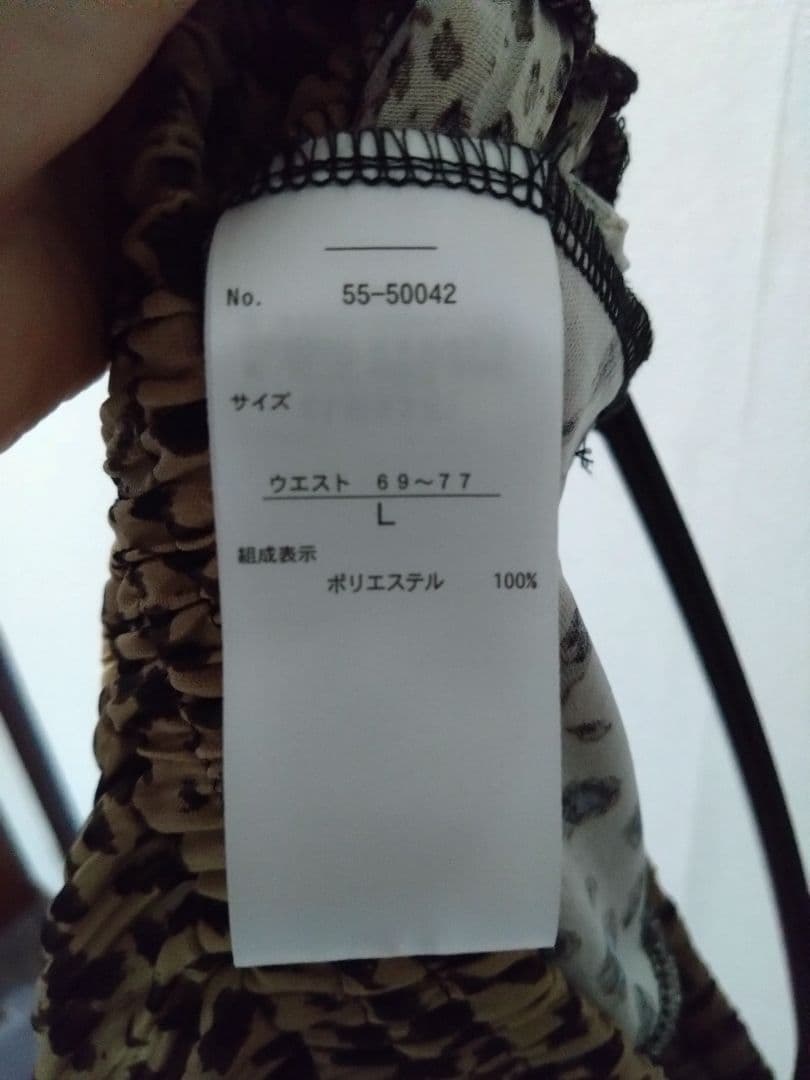 No. 55-50042
サイズ
ウエスト 69〜77
L
組成表示
ポリエステル 100%